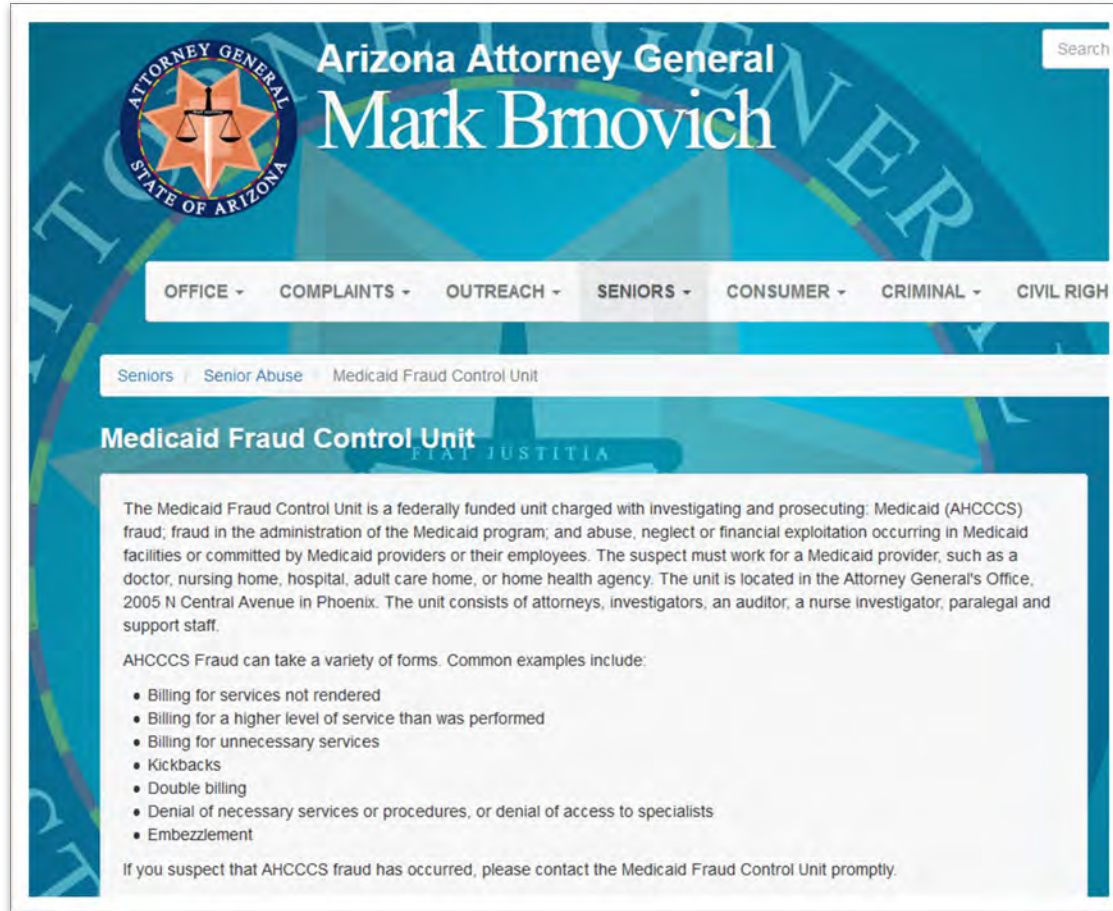 ATTORNEY GENERAL
STATE OF ARIZONA
Arizona Attorney General
Mark Brnovich
Search
OFFICE
COMPLAINTS
OUTREACH
SENIORS
CONSUMER
CRIMINAL
CIVIL RIGH
Seniors / Senior Abuse / Medicaid Fraud Control Unit
Medicaid Fraud Control Unit
FIAT JUSTITIA
The Medicaid Fraud Control Unit is a federally funded unit charged with investigating and prosecuting: Medicaid (AHCCCS)
fraud; fraud in the administration of the Medicaid program; and abuse, neglect or financial exploitation occurring in Medicaid
facilities or committed by Medicaid providers or their employees. The suspect must work for a Medicaid provider, such as a
doctor, nursing home, hospital, adult care home, or home health agency. The unit is located in the Attorney General's Office,
2005 N Central Avenue in Phoenix. The unit consists of attorneys, investigators, an auditor, a nurse investigator, paralegal and
support staff.
AHCCCS Fraud can take a variety of forms. Common examples include:
• Billing for services not rendered
• Billing for a higher level of service than was performed
• Billing for unnecessary services
• Kickbacks
• Double billing
• Denial of necessary services or procedures, or denial of access to specialists
• Embezzlement
If you suspect that AHCCCS fraud has occurred, please contact the Medicaid Fraud Control Unit promptly.